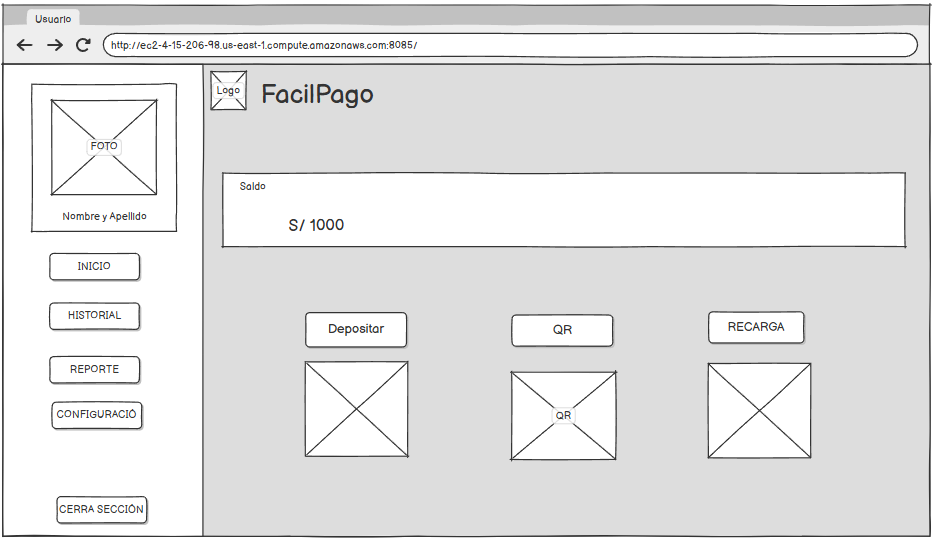 Usuario
http://ec2-4-15-206-98.us-east-1.compute.amazonaws.com:8085/
FOTO
Nombre y Apellido
INICIO
HISTORIAL
REPORTE
CONFIGURACIÓ
CERRA SECCIÓN
Logo
FacilPago
Saldo
S/ 1000
Depositar
QR
RECARGA
QR